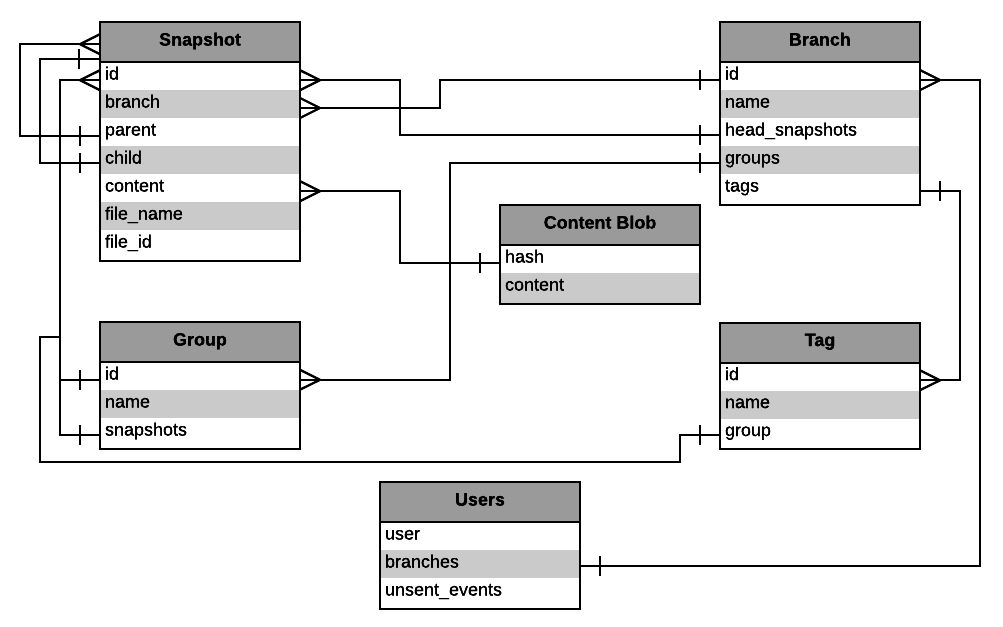 Snapshot
id
branch
parent
child
content
file_name
file_id
Branch
id
name
head_snapshots
groups
tags
Content Blob
hash
content
Group
id
name
snapshots
Tag
id
name
group
Users
user
branches
unsent_events